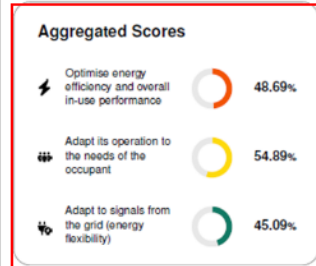 Aggregated Scores
Optimise energy
efficiency and overall
in-use performance
48.69%
Adapt its operation to
the needs of the
occupant
54.89%
Adapt to signals from
the grid (energy
flexibility)
45.09%